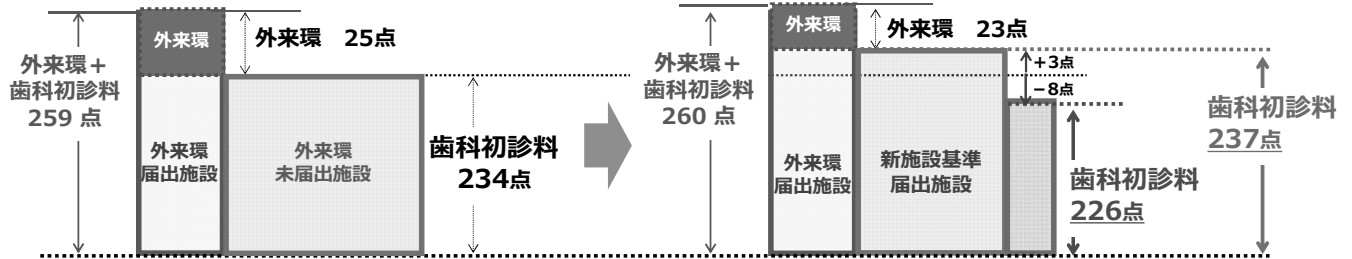 外来環＋
歯科初診料
259 点
外来環
外来環　25点
外来環
届出施設
外来環
未届出施設
歯科初診料
234点
外来環＋
歯科初診料
260 点
外来環
外来環　23点
外来環
届出施設
新施設基準
届出施設
+3点
−8点
歯科初診料
226点
歯科初診料
237点